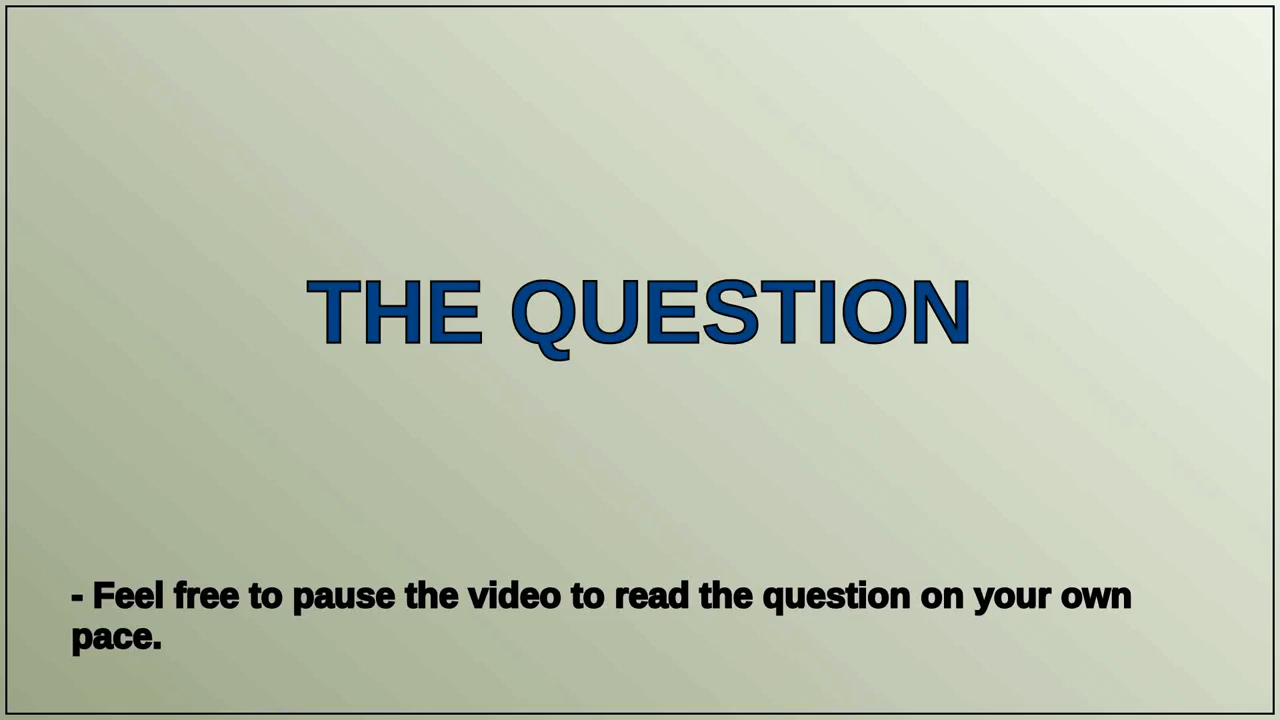 THE QUESTION
- Feel free to pause the video to read the question on your own
pace.